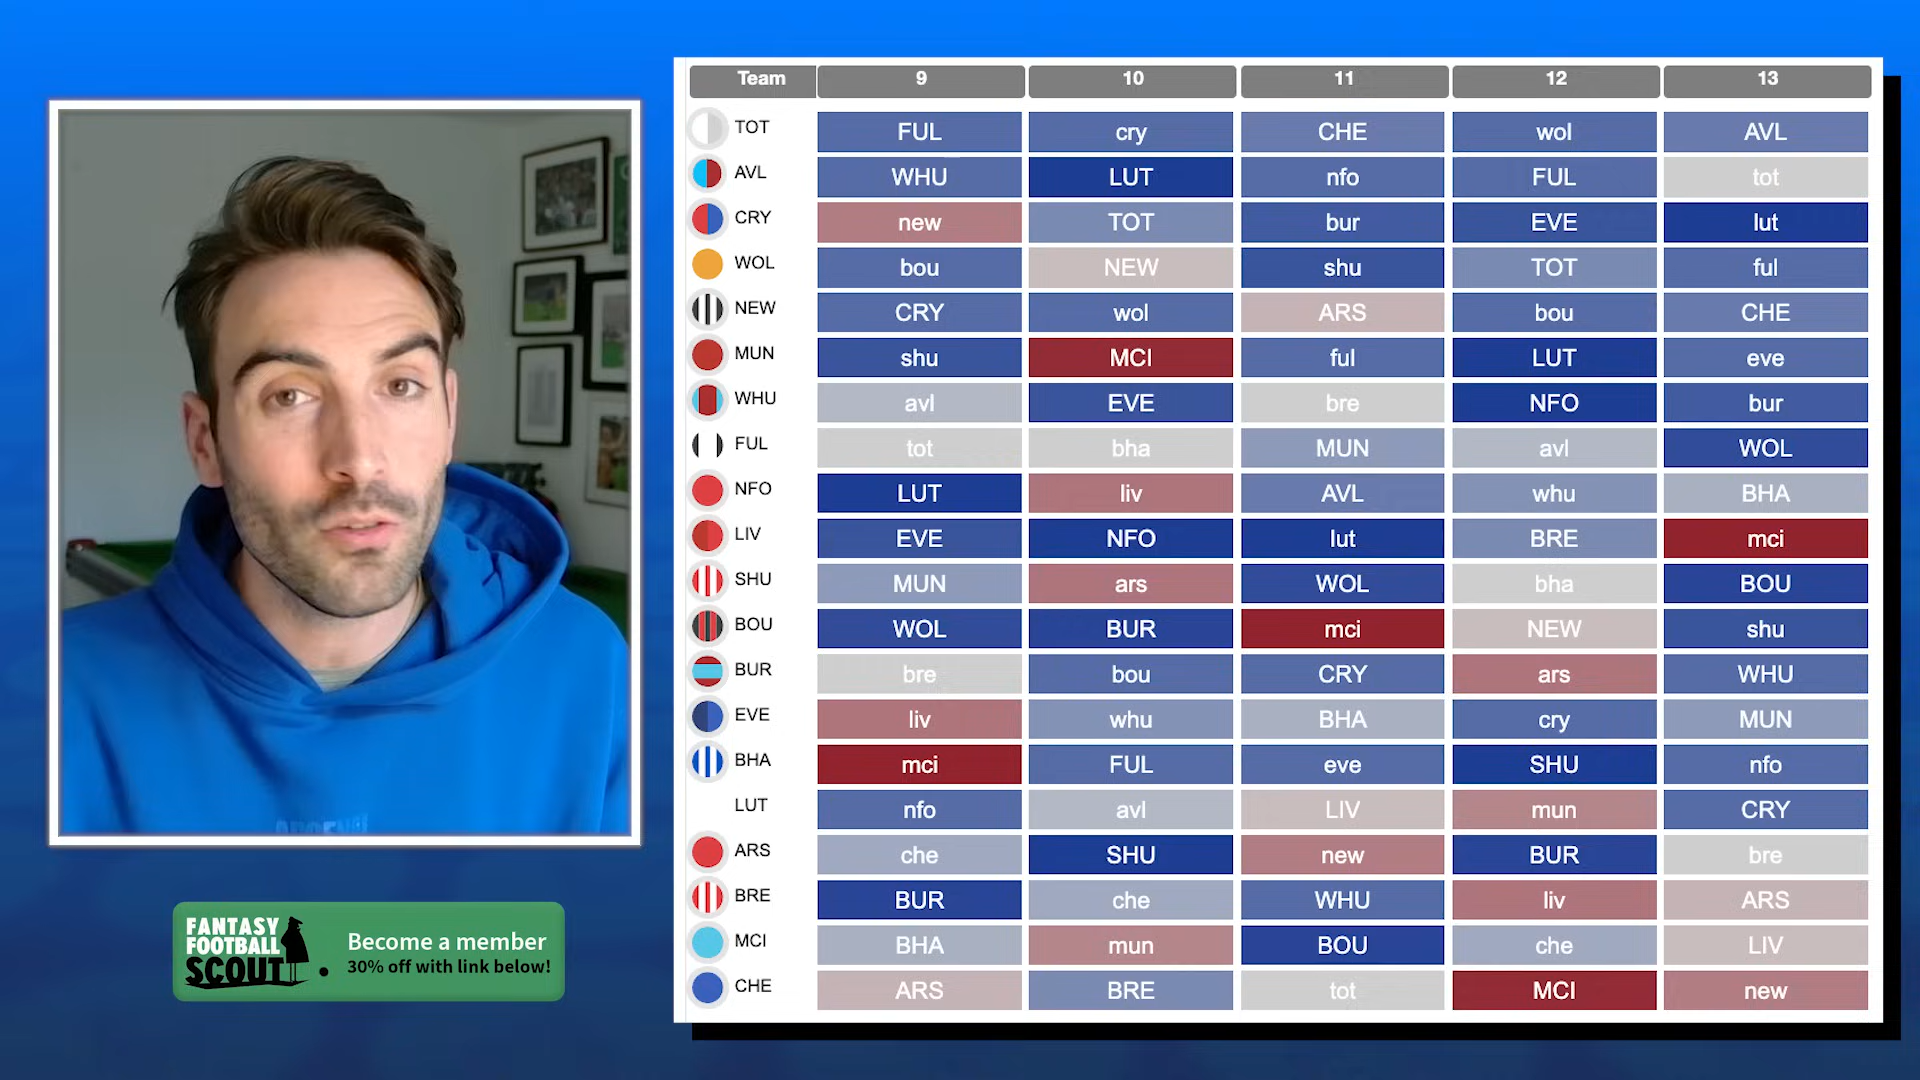 Team 9 10 11 12 13
TOT FUL cry CHE wol AVL
AVL WHU LUT nfo FUL tot
CRY new TOT bur EVE lut
WOL bou NEW shu TOT ful
NEW CRY wol ARS bou CHE
MUN shu MCI ful LUT eve
WHU avl EVE bre NFO bur
FUL tot bha MUN avl WOL
NFO LUT liv AVL whu BHA
LIV EVE NFO lut BRE mci
SHU MUN ars WOL bha BOU
BOU WOL BUR mci NEW shu
BUR bre bou CRY ars WHU
EVE liv whu BHA cry MUN
BHA mci FUL eve SHU nfo
LUT nfo avl LIV mun CRY
ARS che SHU new BUR bre
BRE BUR che WHU liv ARS
MCI BHA mun BOU che LIV
CHE ARS BRE tot MCI new
FANTASY
FOOTBALL
SCOUT
Become a member
30% off with link below!